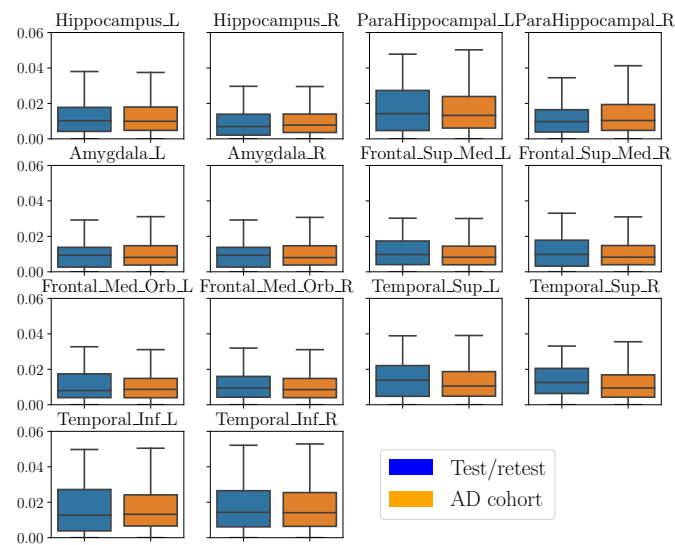 Hippocampus_L Hippocampus_R ParaHippocampal_L ParaHippocampal_R
0.06
0.04
0.02
0.00
Amygdala_L Amygdala_R Frontal_Sup_Med_L Frontal_Sup_Med_R
0.06
0.04
0.02
0.00
Frontal_Med_Orb_L Frontal_Med_Orb_R Temporal_Sup_L Temporal_Sup_R
0.06
0.04
0.02
0.00
Temporal_Inf_L Temporal_Inf_R
0.06
0.04
0.02
0.00
Test/retest
AD cohort